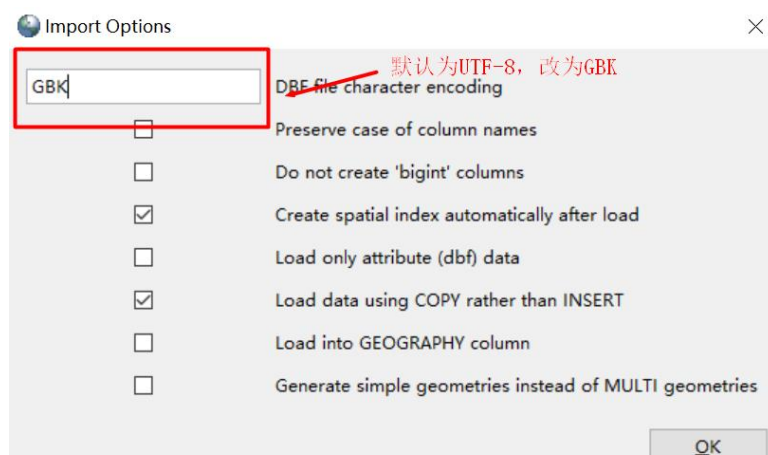 Import Options
默认为UTF-8, 改为GBK
GBK
DBF file character encoding
Preserve case of column names
Do not create 'bigint' columns
Create spatial index automatically after load
Load only attribute (dbf) data
Load data using COPY rather than INSERT
Load into GEOGRAPHY column
Generate simple geometries instead of MULTI geometries
OK